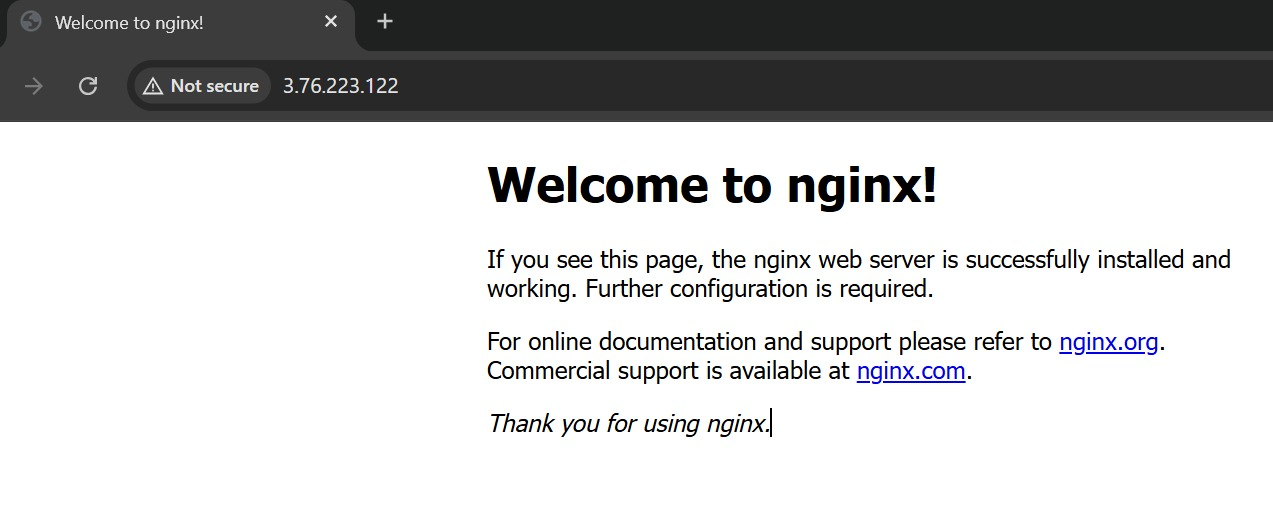 Welcome to nginx!
Not secure
3.76.223.122
Welcome to nginx!
If you see this page, the nginx web server is successfully installed and
working. Further configuration is required.
For online documentation and support please refer to nginx.org.
Commercial support is available at nginx.com.
Thank you for using nginx.